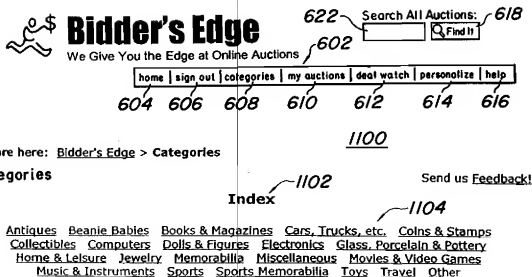 622 Search All Auctions: 618
Bidder's Edge
Find It
We Give You the Edge at Online Auctions 602
home | sign out | categories | my auctions | deal watch | personalize | help
604 606 608 610 612 614 616
1100
are here: Bidder's Edge > Categories
egories
1102 Send us Feedback!
Index
1104
Antiques Beanie Babies Books & Magazines Cars, Trucks, etc. Coins & Stamps
Collectibles Computers Dolls & Figures Electronics Glass, Porcelain & Pottery
Home & Leisure Jewelry Memorabilia Miscellaneous Movies & Video Games
Music & Instruments Sports Sports Memorabilia Toys Travel Other